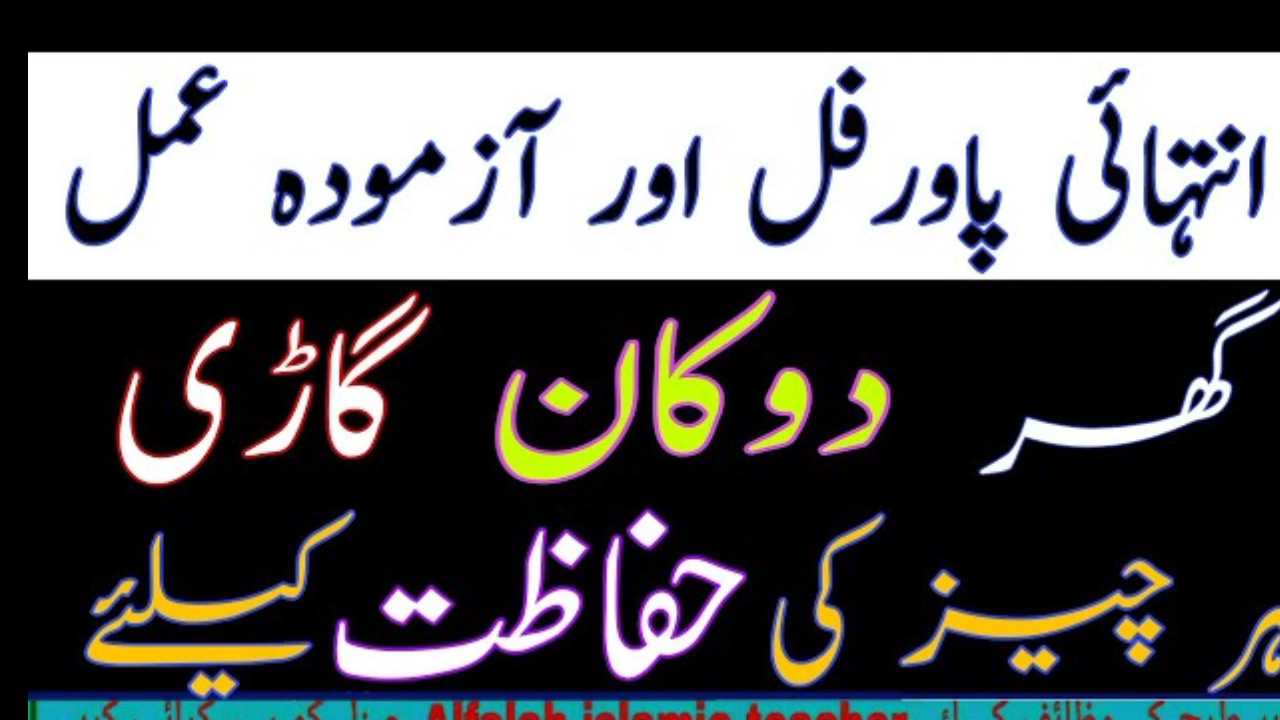 انتہائی پاورفل اور آزمودہ عمل
گھر دوکان گاڑی
ہر چیز کی حفاظت کیلئے
Alfalah islamic teacher